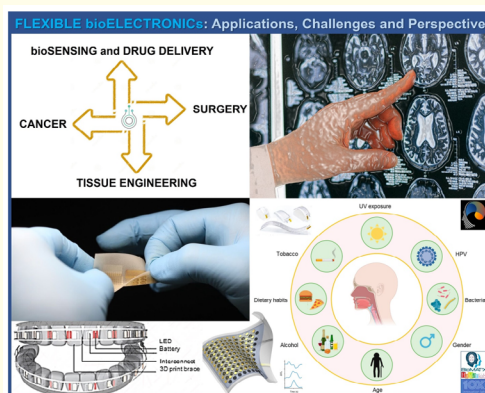 FLEXIBLE bioELECTRONICs: Applications, Challenges and Perspective
bioSENSING and DRUG DELIVERY
SURGERY
CANCER
TISSUE ENGINEERING
UV exposure
Tobacco
HPV
Dietary habits
Bacteria
Alcohol
Gender
Age
LED
Battery
Interconnect
3D print brace